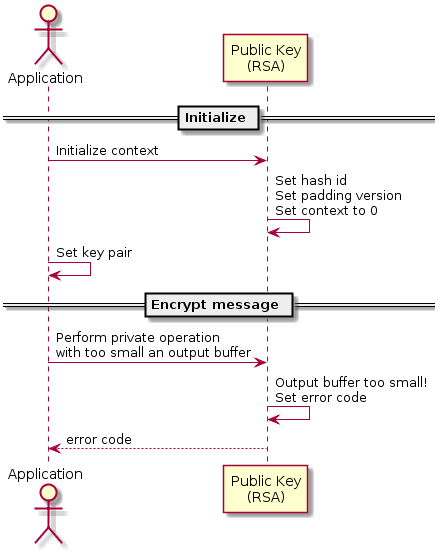 Application
Public Key
(RSA)
Initialize
Initialize context
Set hash id
Set padding version
Set context to 0
Set key pair
Encrypt message
Perform private operation
with too small an output buffer
Output buffer too small!
Set error code
error code
Application
Public Key
(RSA)